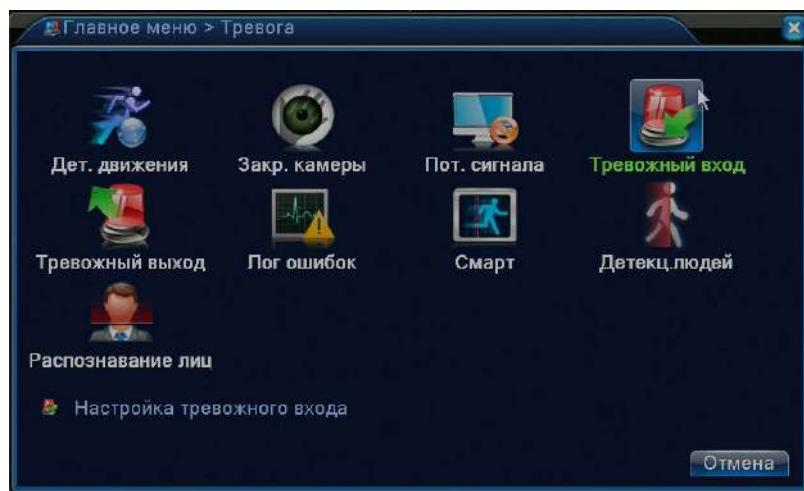 Главное меню > Тревога
Дет. движения Закр. камеры Пот. сигнала Тревожный вход
Тревожный выход Лог ошибок Смарт Детекц.людей
Распознавание лиц
Настройка тревожного входа
Отмена